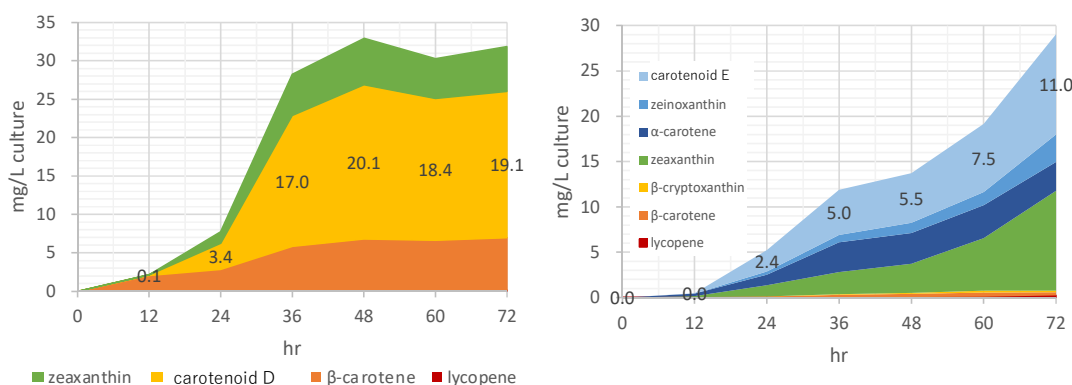 35
30
25
20
15
10
5
0
mg/L culture
0.1
3.4
17.0
20.1
18.4
19.1
0 12 24 36 48 60 72
hr
zeaxanthin carotenoid D β-carotene lycopene
30
25
20
15
10
5
0
mg/L culture
carotenoid E
zeinoxanthin
α-carotene
zeaxanthin
β-cryptoxanthin
β-carotene
lycopene
0.0
0.0
2.4
5.0
5.5
7.5
11.0
0 12 24 36 48 60 72
hr